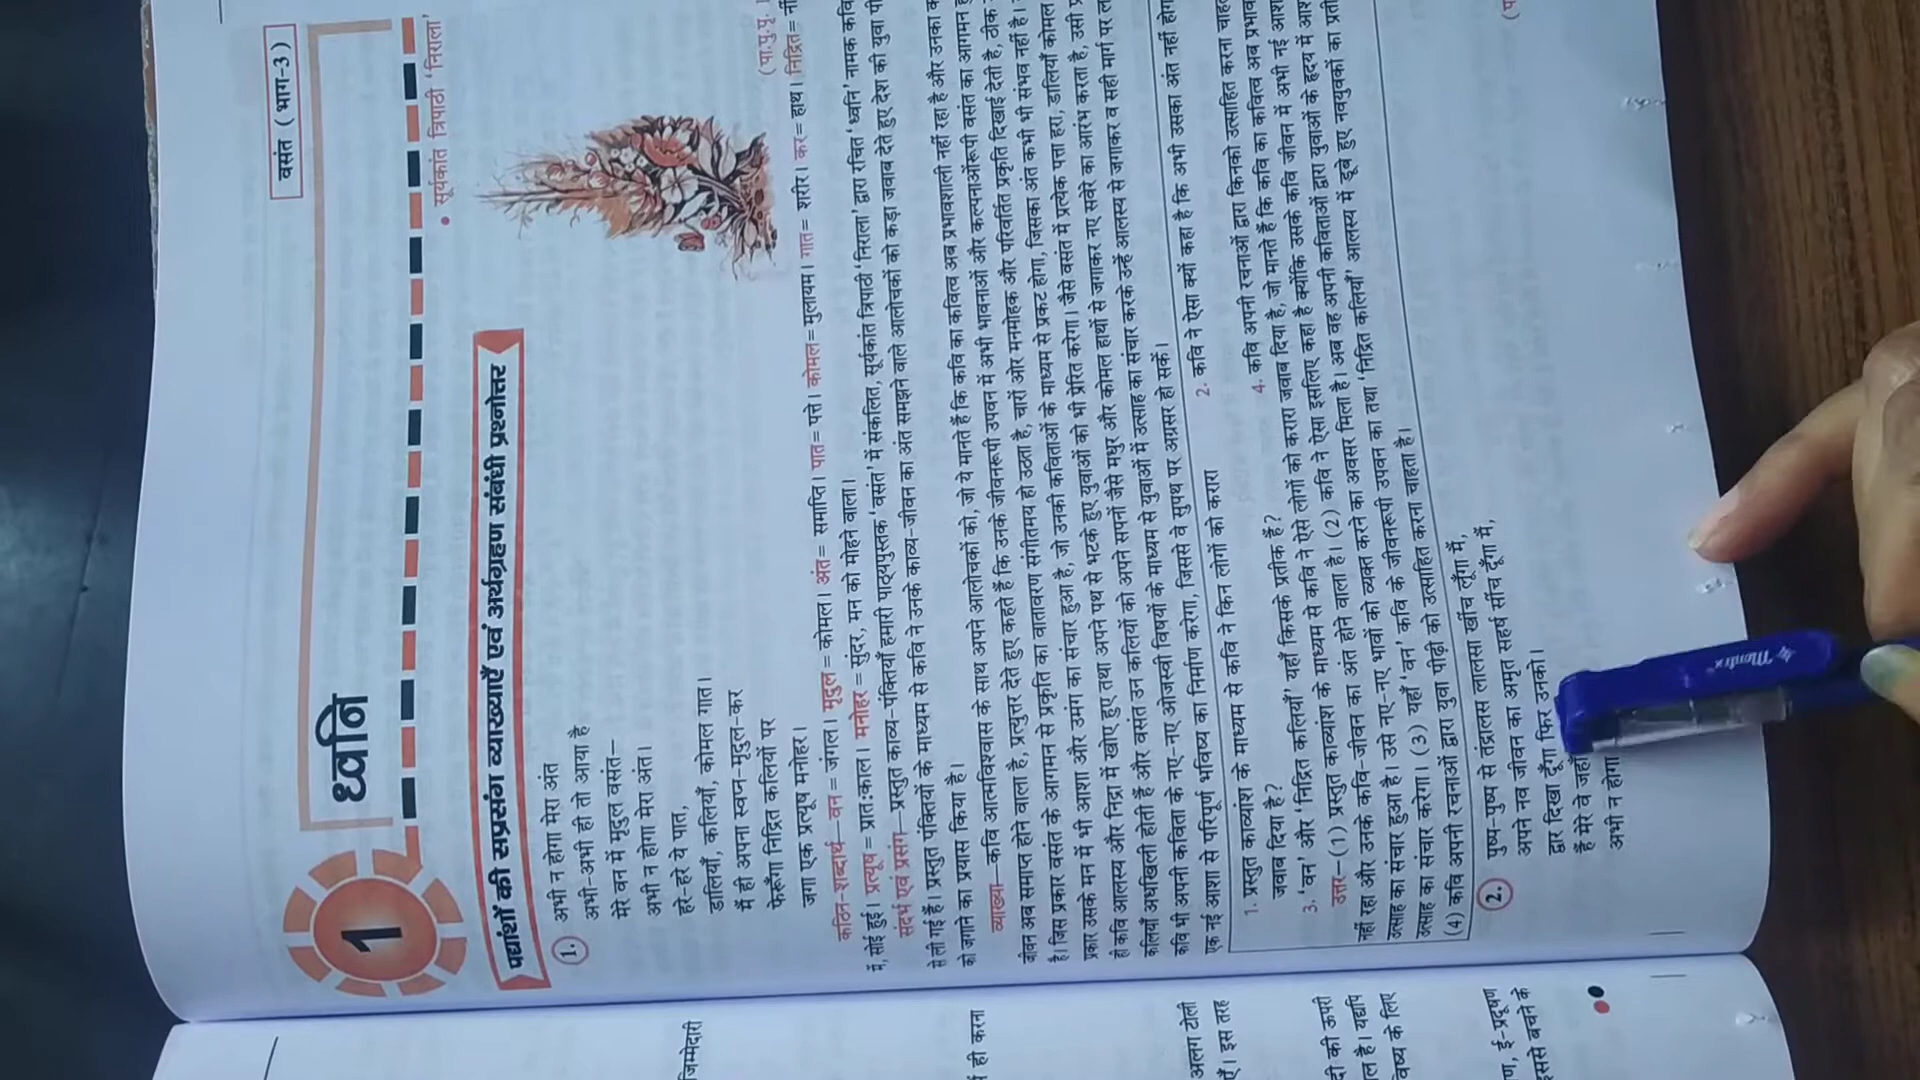 वसंत (भाग-3)
1
ध्वनि
• सूर्यकांत त्रिपाठी 'निराला'
पद्यांशों की सप्रसंग व्याख्याएँ एवं अर्थग्रहण संबंधी प्रश्नोत्तर
1.
अभी न होगा मेरा अंत
अभी-अभी ही तो आया है
मेरे वन में मृदुल वसंत—
अभी न होगा मेरा अंत।
हरे-हरे ये पात,
डालियाँ, कलियाँ, कोमल गात।
मैं ही अपना स्वप्न-मृदुल-कर
फेरूँगा निद्रित कलियों पर
जगा एक प्रत्यूष मनोहर।
(पा.पु.पृ.
कठिन-शब्दार्थ—वन = जंगल। मृदुल = कोमल। अंत = समाप्ति। पात = पत्ते। कोमल = मुलायम। गात = शरीर। कर = हाथ। निद्रित =
में, सोई हुई। प्रत्यूष = प्रातःकाल। मनोहर = सुंदर, मन को मोहने वाला।
संदर्भ एवं प्रसंग—प्रस्तुत काव्य-पंक्तियाँ हमारी पाठ्यपुस्तक 'वसंत' में संकलित, सूर्यकांत त्रिपाठी 'निराला' द्वारा रचित 'ध्वनि' नामक
से ली गई हैं। प्रस्तुत पंक्तियों के माध्यम से कवि ने उनके काव्य-जीवन का अंत समझने वाले आलोचकों को कड़ा जवाब देते हुए देश की युवा
को जगाने का प्रयास किया है।
व्याख्या—कवि आत्मविश्वास के साथ अपने आलोचकों को, जो ये मानते हैं कि कवि का कवित्व अब प्रभावशाली नहीं रहा है और उनका
जीवन अब समाप्त होने वाला है, प्रत्युत्तर देते हुए कहते हैं कि उनके जीवनरूपी उपवन में अभी भावनाओं और कल्पनाओंरूपी वसंत का आगमन
है। जिस प्रकार वसंत के आगमन से प्रकृति का वातावरण संगीतमय हो उठता है, चारों ओर मनमोहक और परिवर्तित प्रकृति दिखाई देती है, ठीक
प्रकार उसके मन में भी आशा और उमंग का संचार हुआ है, जो उनकी कविताओं के माध्यम से प्रकट होगा, जिसका अंत कभी भी संभव नहीं है।
ही कवि आलस्य और निद्रा में खोए हुए तथा अपने पथ से भटके हुए युवाओं को भी प्रेरित करेगा। जैसे वसंत में प्रत्येक पत्ता हरा, डालियाँ कोमल
कलियाँ अधखिली होती हैं और वसंत उन कलियों को अपने सपनों जैसे मधुर और कोमल हाथों से जगाकर नए सवेरे का आरंभ करता है, उसी
कवि भी अपनी कविता के नए-नए ओजस्वी विषयों के माध्यम से युवाओं में उत्साह का संचार करके उन्हें आलस्य से जगाकर व सही मार्ग पर
एक नई आशा से परिपूर्ण भविष्य का निर्माण करेगा, जिससे वे सुपथ पर अग्रसर हो सकें।
1. प्रस्तुत काव्यांश के माध्यम से कवि ने किन लोगों को करारा
जवाब दिया है?
2. कवि ने ऐसा क्यों कहा है कि अभी उसका अंत नहीं
3. 'वन' और 'निद्रित कलियाँ' यहाँ किसके प्रतीक हैं?
4. कवि अपनी रचनाओं द्वारा किनको उत्साहित करना
उत्तर—(1) प्रस्तुत काव्यांश के माध्यम से कवि ने ऐसे लोगों को करारा जवाब दिया है, जो मानते हैं कि कवि का कवित्व अब
नहीं रहा और उनके कवि-जीवन का अंत होने वाला है। (2) कवि ने ऐसा इसलिए कहा है क्योंकि उसके कवि जीवन में अभी नई
उत्साह का संचार हुआ है। उसे नए-नए भावों को व्यक्त करने का अवसर मिला है। अब वह अपनी कविताओं द्वारा युवाओं के हृदय में
उत्साह का संचार करेगा। (3) यहाँ 'वन' कवि के जीवनरूपी उपवन का तथा 'निद्रित कलियाँ' आलस्य में डूबे हुए नवयुवकों का
(4) कवि अपनी रचनाओं द्वारा युवा पीढ़ी को उत्साहित करना चाहता है।
2.
पुष्प-पुष्प से तंद्रालस लालसा खींच लूँगा मैं,
अपने नव जीवन का अमृत सहर्ष सींच दूँगा मैं,
द्वार दिखा दूँगा फिर उनको।
हैं मेरे वे जहाँ
अभी न होगा
जिम्मेदारी
ही करना
अलग टोली
इस तरह
की ऊपरी
है। यद्यपि
के लिए
ई-प्रदूषण
इससे बचने के
Montex